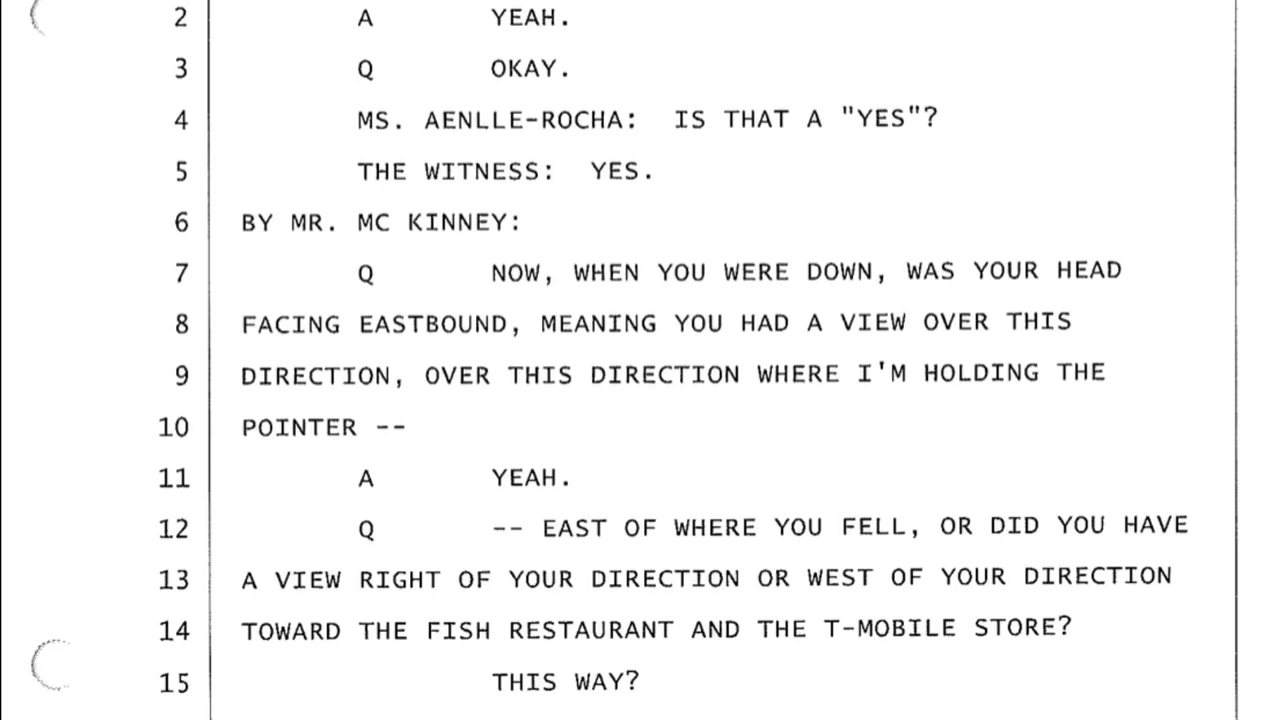 2 A YEAH.
3 Q OKAY.
4 MS. AENLLE-ROCHA: IS THAT A "YES"?
5 THE WITNESS: YES.
6 BY MR. MC KINNEY:
7 Q NOW, WHEN YOU WERE DOWN, WAS YOUR HEAD
8 FACING EASTBOUND, MEANING YOU HAD A VIEW OVER THIS
9 DIRECTION, OVER THIS DIRECTION WHERE I'M HOLDING THE
10 POINTER --
11 A YEAH.
12 Q -- EAST OF WHERE YOU FELL, OR DID YOU HAVE
13 A VIEW RIGHT OF YOUR DIRECTION OR WEST OF YOUR DIRECTION
14 TOWARD THE FISH RESTAURANT AND THE T-MOBILE STORE?
15 THIS WAY?